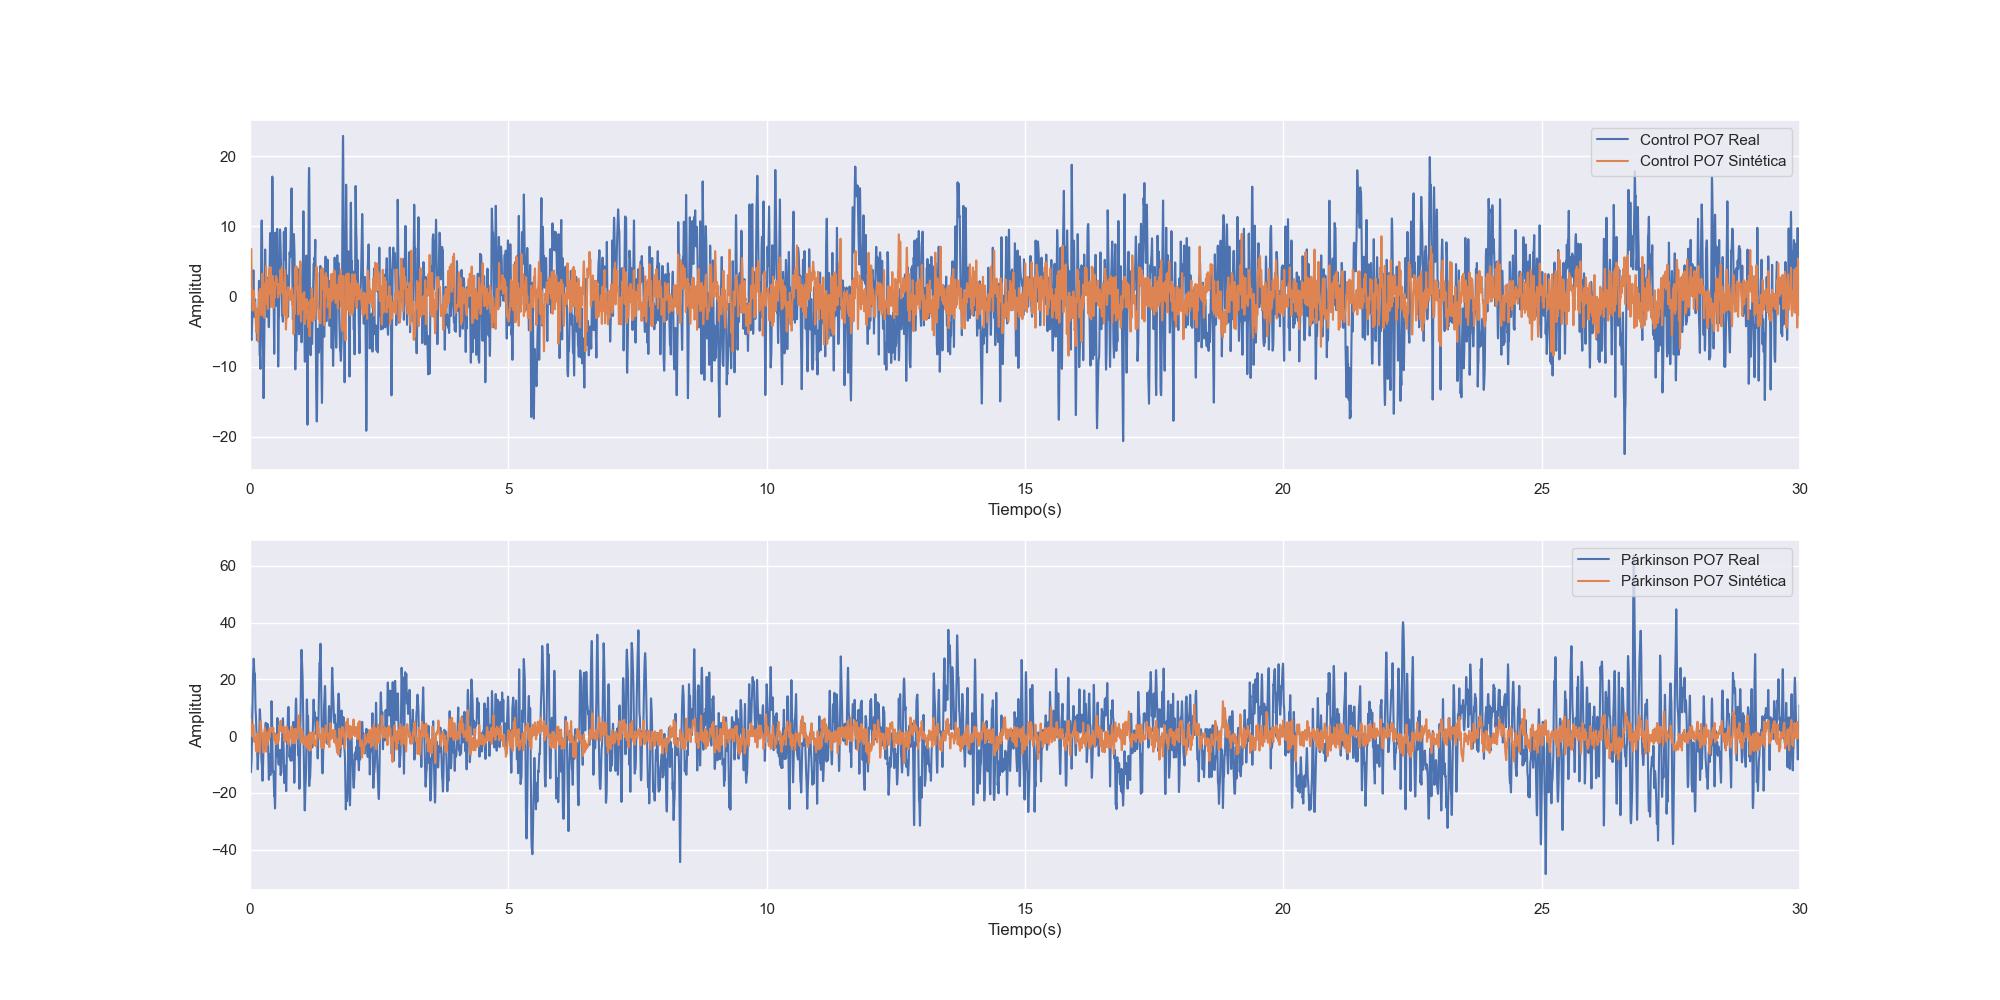 20
10
0
−10
−20
Amplitud
Control PO7 Real
Control PO7 Sintética
0 5 10 15 20 25 30
Tiempo(s)
60
40
20
0
−20
−40
Amplitud
Párkinson PO7 Real
Párkinson PO7 Sintética
0 5 10 15 20 25 30
Tiempo(s)